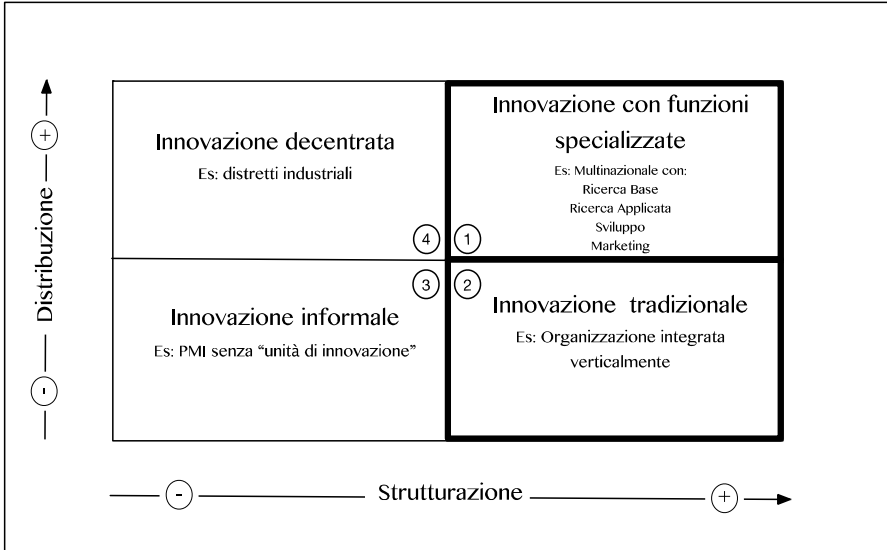 Innovazione decentrata
Es: distretti industriali
4
Innovazione con funzioni
specializzate
Es: Multinazionale con:
Ricerca Base
Ricerca Applicata
Sviluppo
Marketing
1
Innovazione informale
Es: PMI senza “unità di innovazione”
3
Innovazione tradizionale
Es: Organizzazione integrata
verticalmente
2
+
Distribuzione
-
-
Strutturazione
+